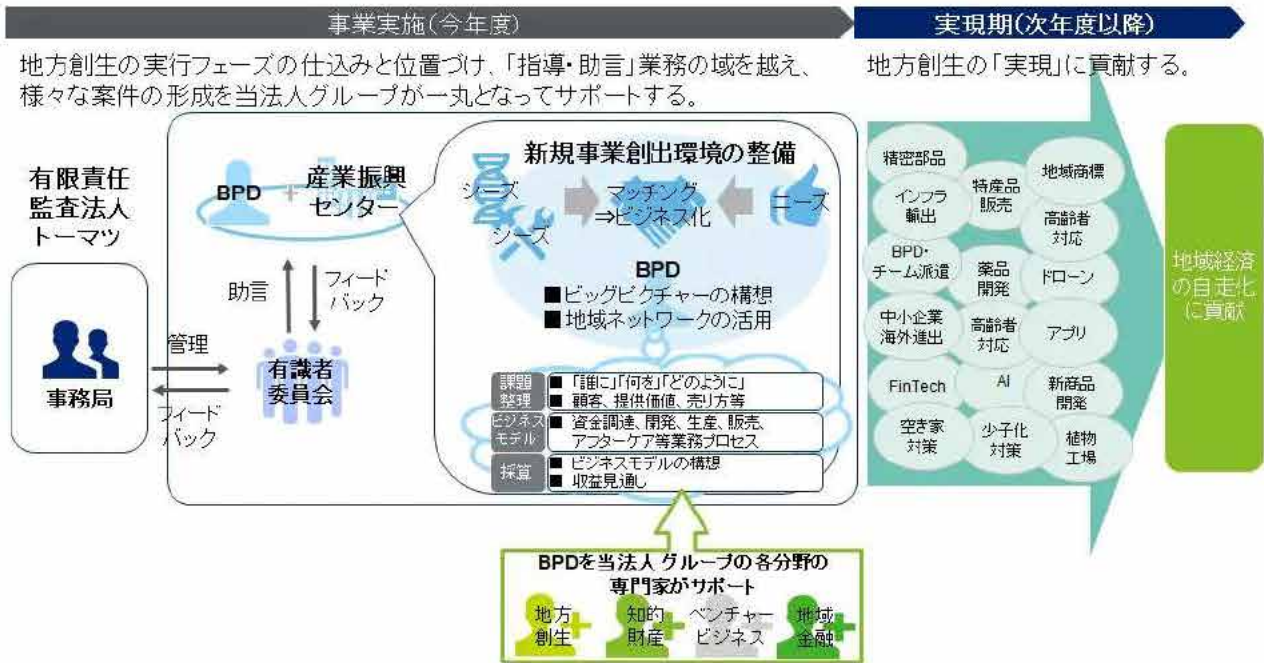 事業実施(今年度)
実現期(次年度以降)
地方創生の実行フェーズの仕込みと位置づけ、「指導・助言」業務の域を越え、
様々な案件の形成を当法人グループが一丸となってサポートする。
地方創生の「実現」に貢献する。
有限責任
監査法人
トーマツ
事務局
管理
フィード
バック
BPD
産業振興
センター
助言
フィード
バック
有識者
委員会
新規事業創出環境の整備
シーズ
シーズ
マッチング
⇒ビジネス化
ニーズ
BPD
■ビッグピクチャーの構想
■地域ネットワークの活用
課題
整理
■ 「誰に」「何を」「どのように」
■ 顧客、提供価値、売り方等
ビジネス
モデル
■ 資金調達、開発、生産、販売、
アフターケア等業務プロセス
採算
■ ビジネスモデルの構想
■ 収益見通し
BPDを当法人グループの各分野の
専門家がサポート
地方
創生
知的
財産
ベンチャー
ビジネス
地域
金融
精密部品
インフラ
輸出
特産品
販売
地域商標
高齢者
対応
BPD・
チーム派遣
薬品
開発
ドローン
中小企業
海外進出
高齢者
対応
アプリ
FinTech
AI
新商品
開発
空き家
対策
少子化
対策
植物
工場
地域経済
の自走化
に貢献